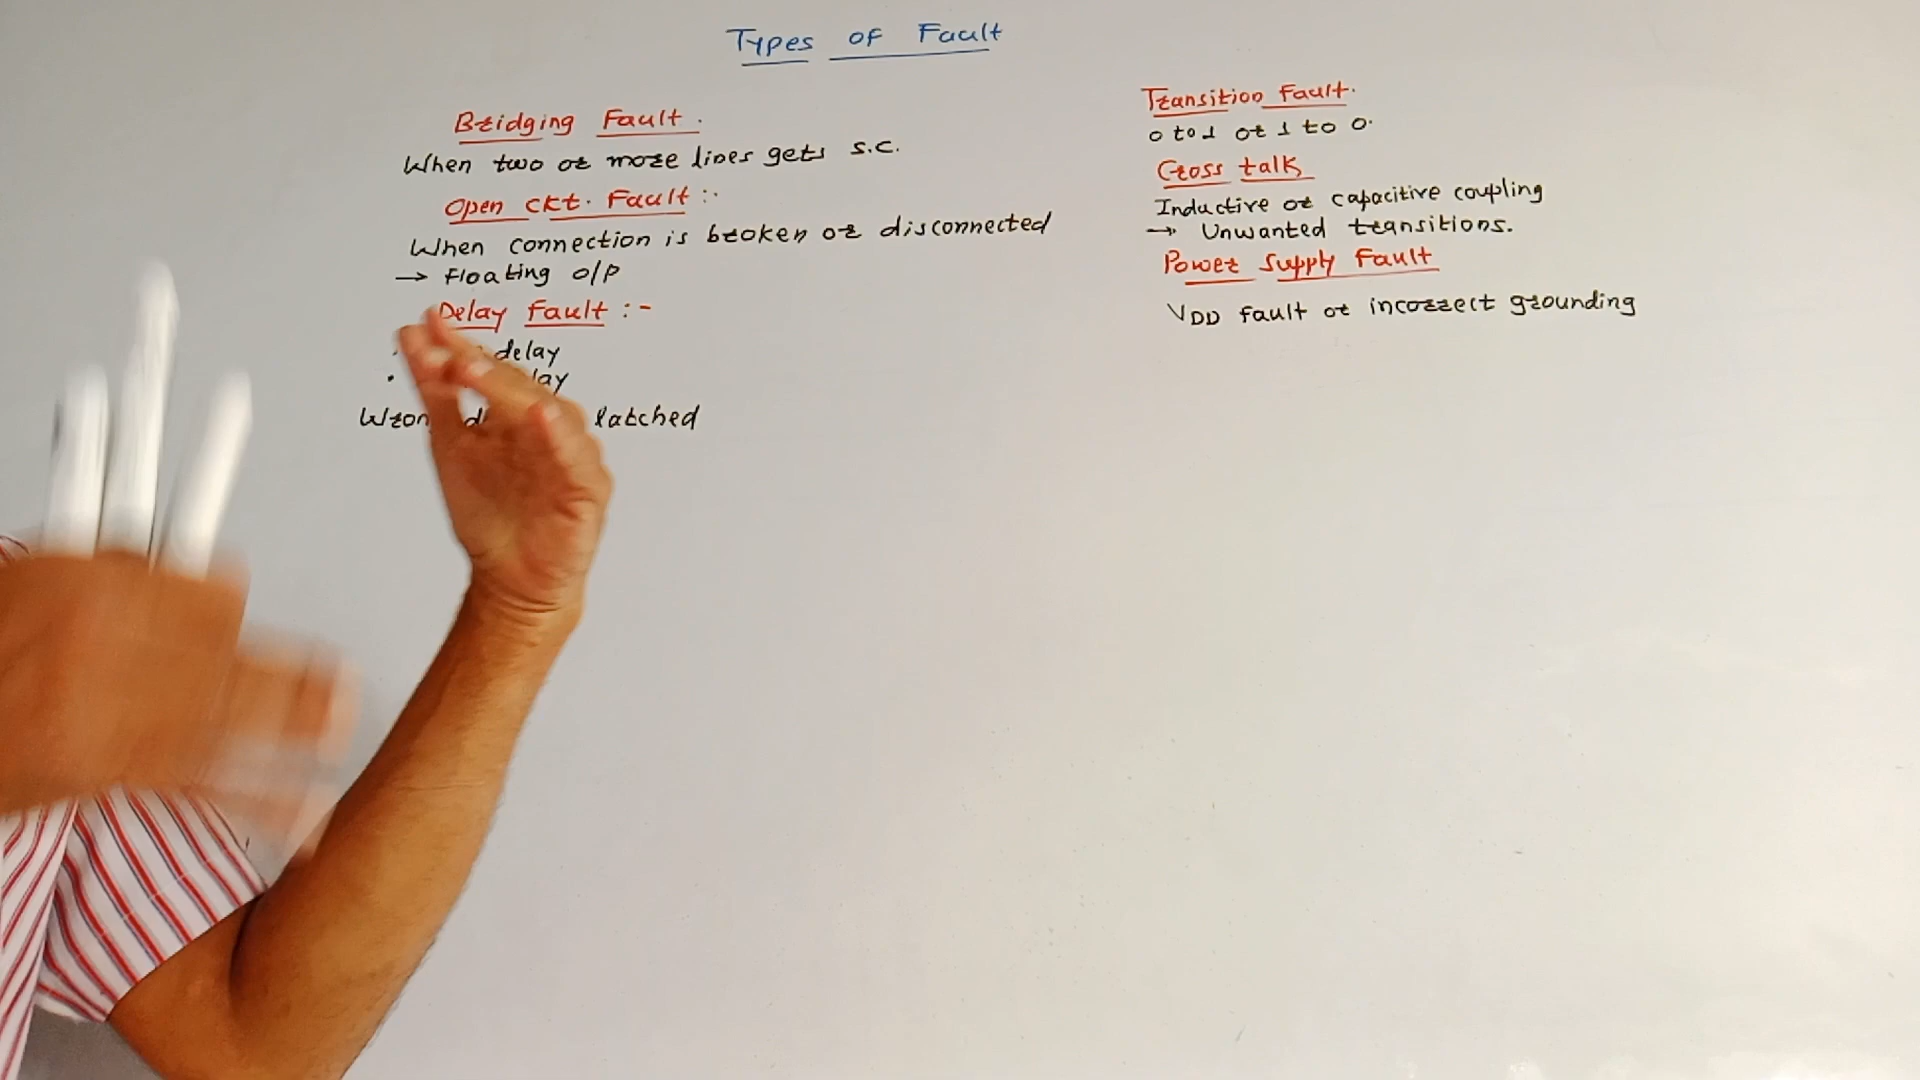 Types of Fault
Bridging Fault.
When two or more lines gets s.c.
Open ckt. Fault :-
When connection is broken or disconnected
→ Floating o/p
Delay Fault :-
• delay
•
latched
Transition Fault.
0 to 1 or 1 to 0.
Cross talk
Inductive or capacitive coupling
→ Unwanted transitions.
Power Supply Fault
VDD fault or incorrect grounding